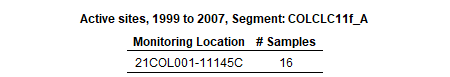 Active sites, 1999 to 2007, Segment: COLCLC11f_A
Monitoring Location # Samples
21COL001-11145C 16